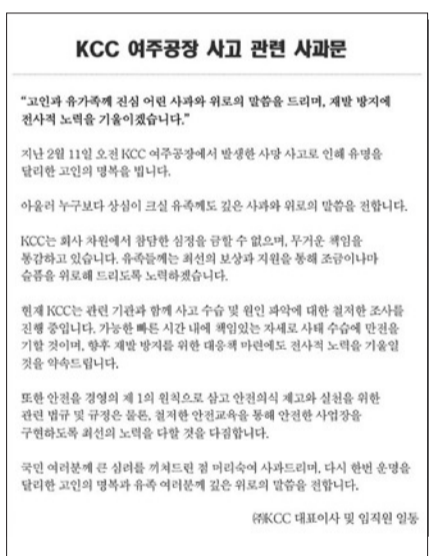 KCC 여주공장 사고 관련 사과문
“고인과 유가족께 진심 어린 사과와 위로의 말씀을 드리며, 재발 방지에
전사적 노력을 기울이겠습니다.”
지난 2월 11일 오전 KCC 여주공장에서 발생한 사망 사고로 인해 유명을
달리한 고인의 명복을 빕니다.
아울러 누구보다 상심이 크실 유족께도 깊은 사과와 위로의 말씀을 전합니다.
KCC는 회사 차원에서 참담한 심정을 금할 수 없으며, 무거운 책임을
통감하고 있습니다. 유족들께는 최선의 보상과 지원을 통해 조금이나마
슬픔을 위로해 드리도록 노력하겠습니다.
현재 KCC는 관련 기관과 함께 사고 수습 및 원인 파악에 대한 철저한 조사를
진행 중입니다. 가능한 빠른 시간 내에 책임있는 자세로 사태 수습에 만전을
기할 것이며, 향후 재발 방지를 위한 대응책 마련에도 전사적 노력을 기울일
것을 약속드립니다.
또한 안전을 경영의 제 1의 원칙으로 삼고 안전의식 제고와 실천을 위한
관련 법규 및 규정은 물론, 철저한 안전교육을 통해 안전한 사업장을
구현하도록 최선의 노력을 다할 것을 다짐합니다.
국민 여러분께 큰 심려를 끼쳐드린 점 머리숙여 사과드리며, 다시 한번 운명을
달리한 고인의 명복과 유족 여러분께 깊은 위로의 말씀을 전합니다.
㈜KCC 대표이사 및 임직원 일동